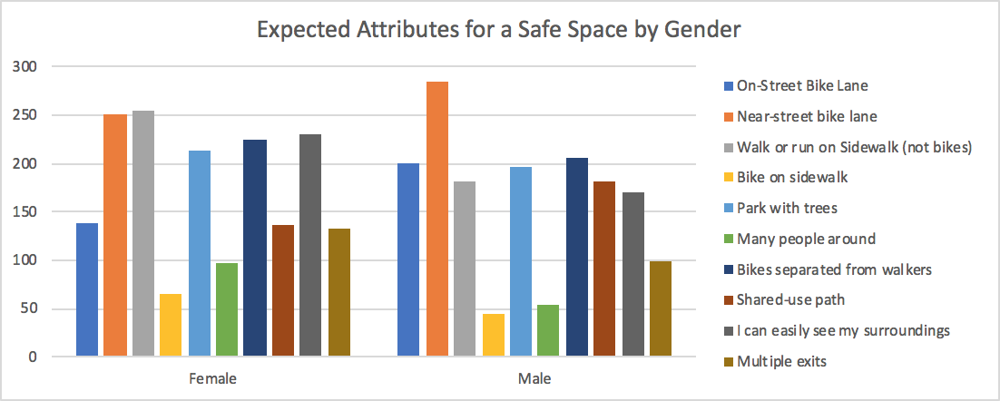 Expected Attributes for a Safe Space by Gender
300
250
200
150
100
50
0
Female
Male
On-Street Bike Lane
Near-street bike lane
Walk or run on Sidewalk (not bikes)
Bike on sidewalk
Park with trees
Many people around
Bikes separated from walkers
Shared-use path
I can easily see my surroundings
Multiple exits